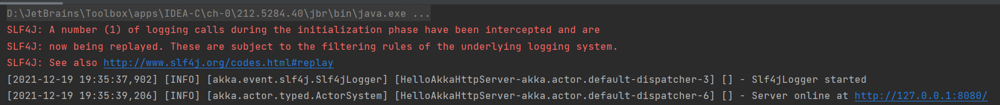 D:\JetBrains\Toolbox\apps\IDEA-C\ch-0\212.5284.40\jbr\bin\java.exe ...
SLF4J: A number (1) of logging calls during the initialization phase have been intercepted and are
SLF4J: now being replayed. These are subject to the filtering rules of the underlying logging system.
SLF4J: See also http://www.slf4j.org/codes.html#replay
[2021-12-19 19:35:37,902] [INFO] [akka.event.slf4j.Slf4jLogger] [HelloAkkaHttpServer-akka.actor.default-dispatcher-3] [] - Slf4jLogger started
[2021-12-19 19:35:39,206] [INFO] [akka.actor.typed.ActorSystem] [HelloAkkaHttpServer-akka.actor.default-dispatcher-6] [] - Server online at http://127.0.0.1:8080/